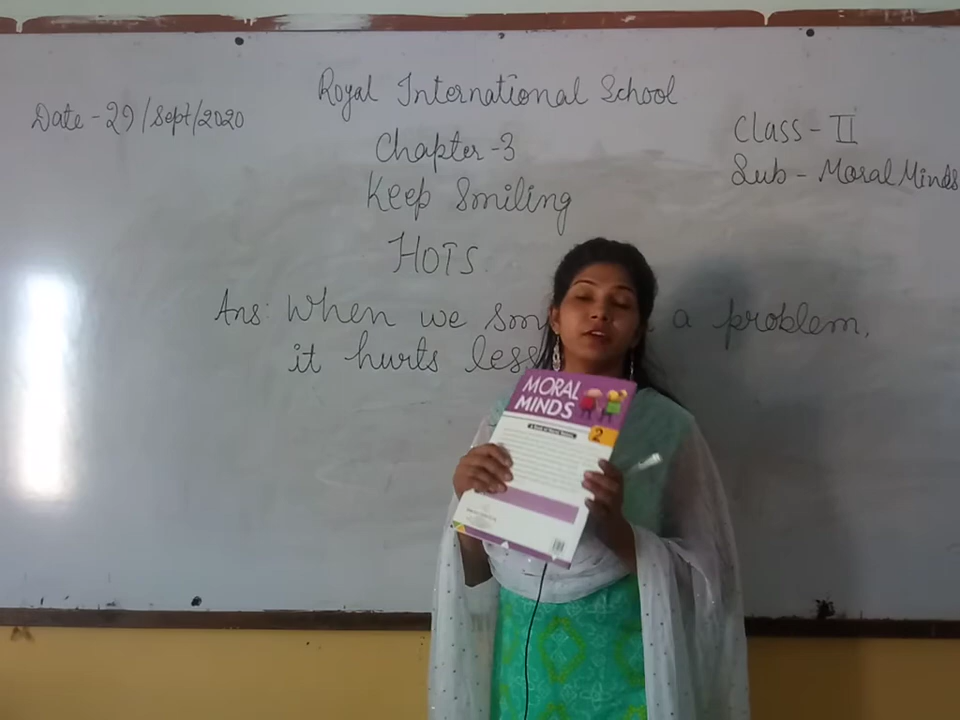 Royal International School
Date - 29/Sept/2020
Class - II
Chapter - 3
Sub - Moral Minds
Keep Smiling
HOTS
Ans: When we a problem,
it hurts less
MORAL
MINDS
2